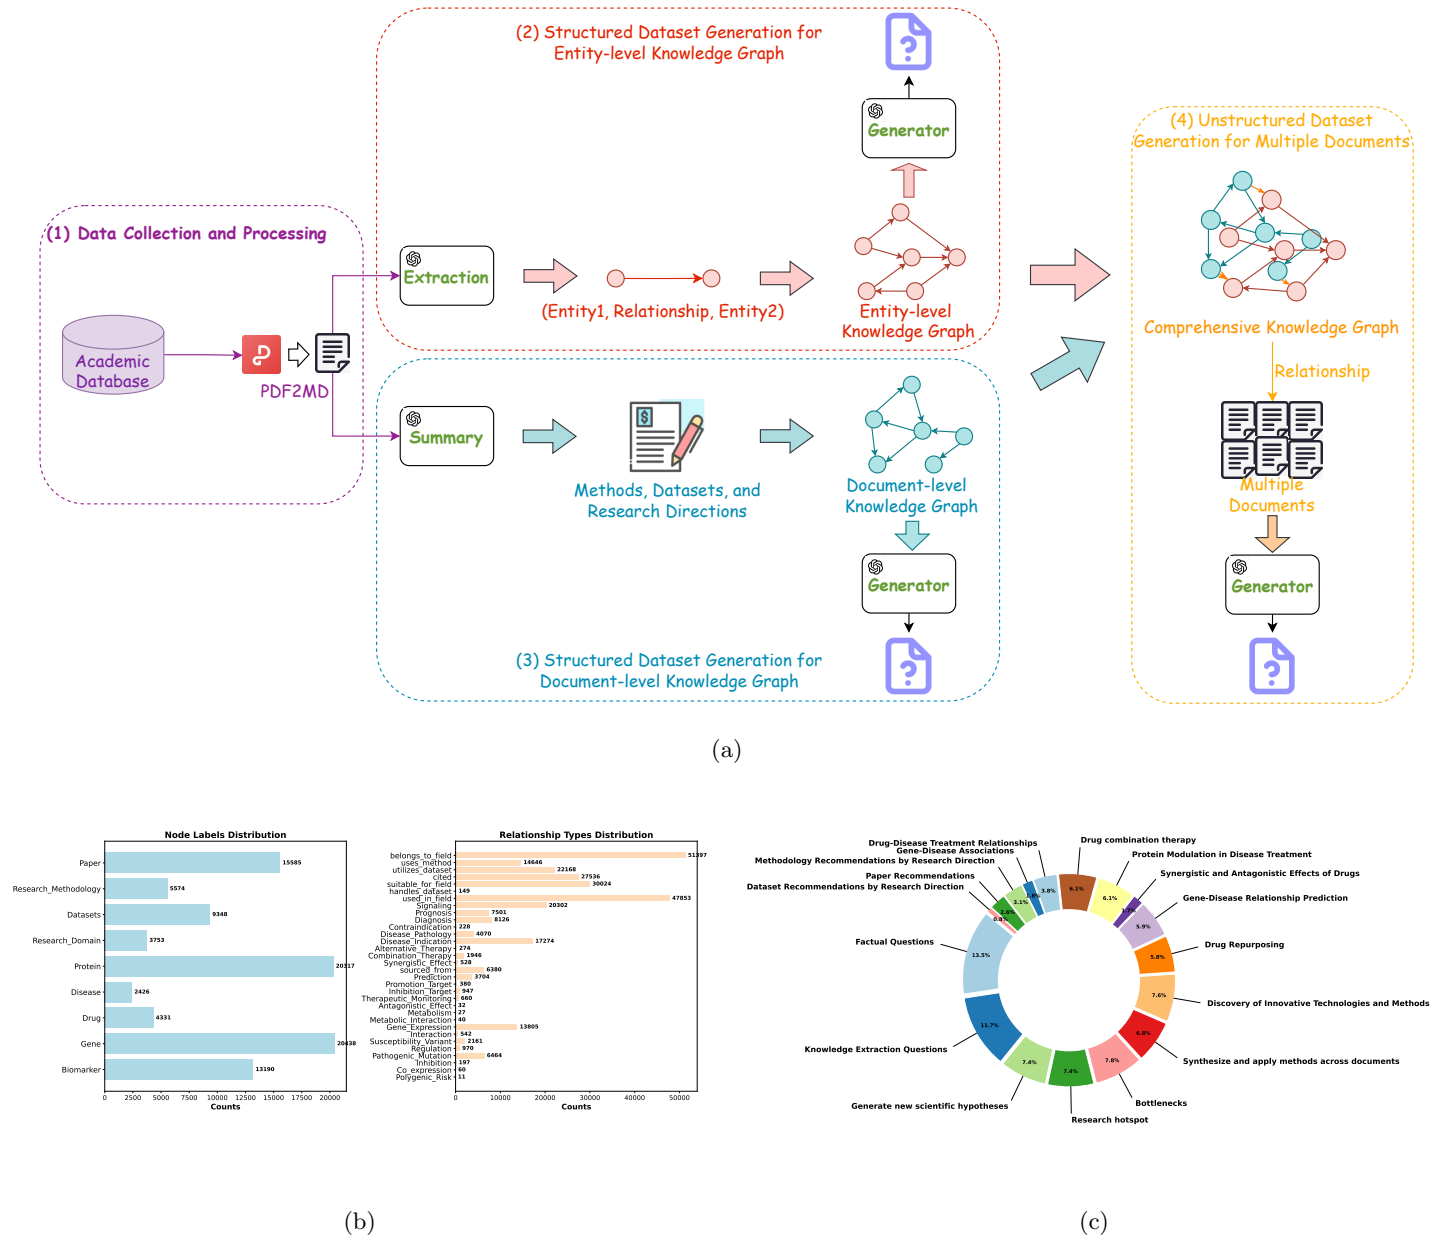 (1) Data Collection and Processing
Academic
Database
PDF2MD
(2) Structured Dataset Generation for
Entity-level Knowledge Graph
Extraction
(Entity1, Relationship, Entity2)
Generator
Entity-level
Knowledge Graph
Summary
Methods, Datasets, and
Research Directions
Document-level
Knowledge Graph
Generator
(3) Structured Dataset Generation for
Document-level Knowledge Graph
(4) Unstructured Dataset
Generation for Multiple Documents
Comprehensive Knowledge Graph
Relationship
Multiple
Documents
Generator
(a)
Node Labels Distribution
Paper 15585
Research_Methodology 5574
Datasets 9348
Research_Domain 3753
Protein 20317
Disease 2426
Drug 4331
Gene 20438
Biomarker 13190
0 2500 5000 7500 10000 12500 15000 17500 20000
Counts
Relationship Types Distribution
belongs_to_field 51397
uses_method 14646
utilizes_dataset 22168
cited 27536
suitable_for_field 30024
handles_dataset 149
used_in_field 47853
Signaling 20302
Prognosis 7501
Diagnosis 8126
Contraindication 228
Disease_Pathology 4070
Disease_Indication 17274
Alternative_Therapy 274
Combination_Therapy 1946
Synergistic_Effect 528
sourced_from 6380
Prediction 3704
Promotion_Target 380
Inhibition_Target 947
Therapeutic_Monitoring 660
Antagonistic_Effect 32
Metabolism 27
Metabolic_Interaction 40
Gene_Expression 13805
Interaction 542
Susceptibility_Variant 2161
Regulation 970
Pathogenic_Mutation 6464
Inhibition 197
Co_expression 60
Polygenic_Risk 11
0 10000 20000 30000 40000 50000
Counts
(b)
Drug combination therapy
6.1%
Protein Modulation in Disease Treatment
6.1%
Synergistic and Antagonistic Effects of Drugs
1.7%
Gene-Disease Relationship Prediction
5.9%
Drug Repurposing
5.8%
Discovery of Innovative Technologies and Methods
7.6%
Synthesize and apply methods across documents
6.8%
Bottlenecks
7.8%
Research hotspot
7.4%
Generate new scientific hypotheses
7.4%
Knowledge Extraction Questions
11.7%
Factual Questions
13.5%
Dataset Recommendations by Research Direction
0.8%
Paper Recommendations
2.6%
Methodology Recommendations by Research Direction
3.1%
Gene-Disease Associations
1.8%
Drug-Disease Treatment Relationships
3.8%
(c)